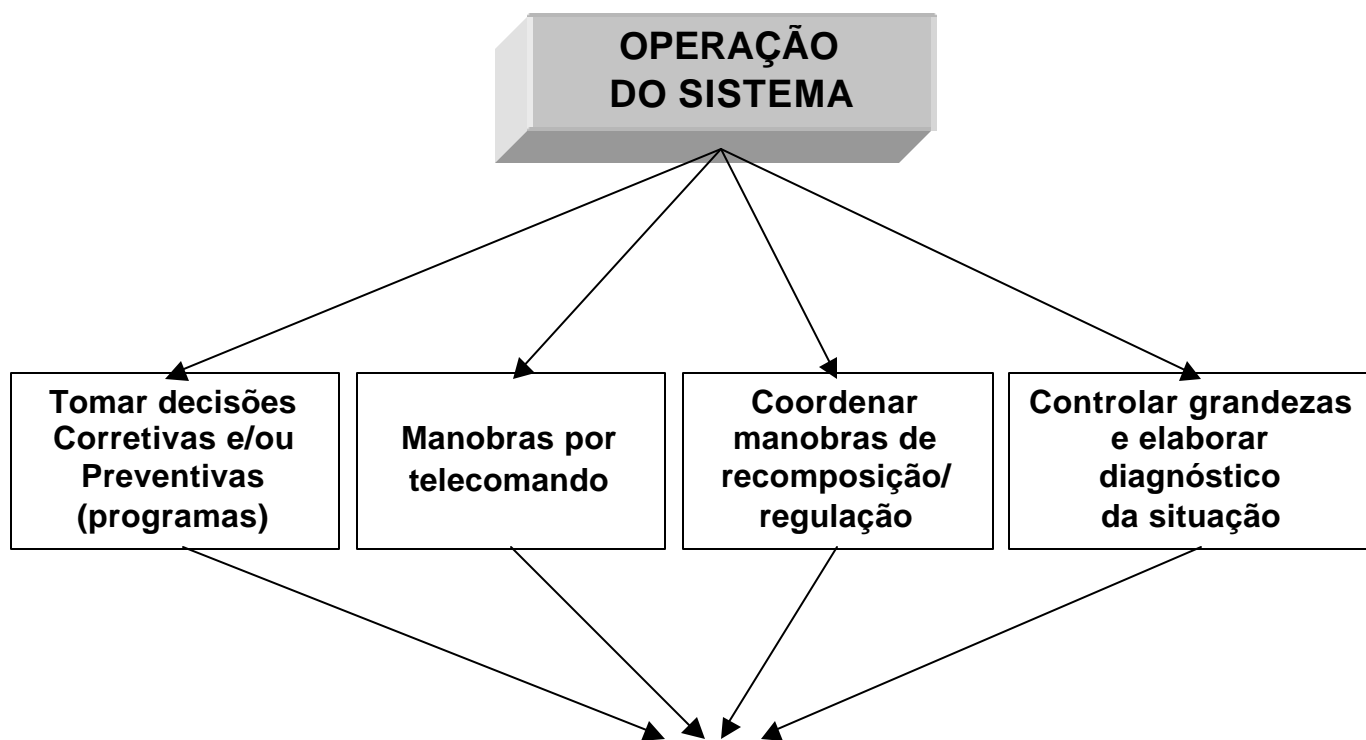 OPERAÇÃO
DO SISTEMA
Tomar decisões
Corretivas e/ou
Preventivas
(programas)
Manobras por
telecomando
Coordenar
manobras de
recomposição/
regulação
Controlar grandezas
e elaborar
diagnóstico
da situação